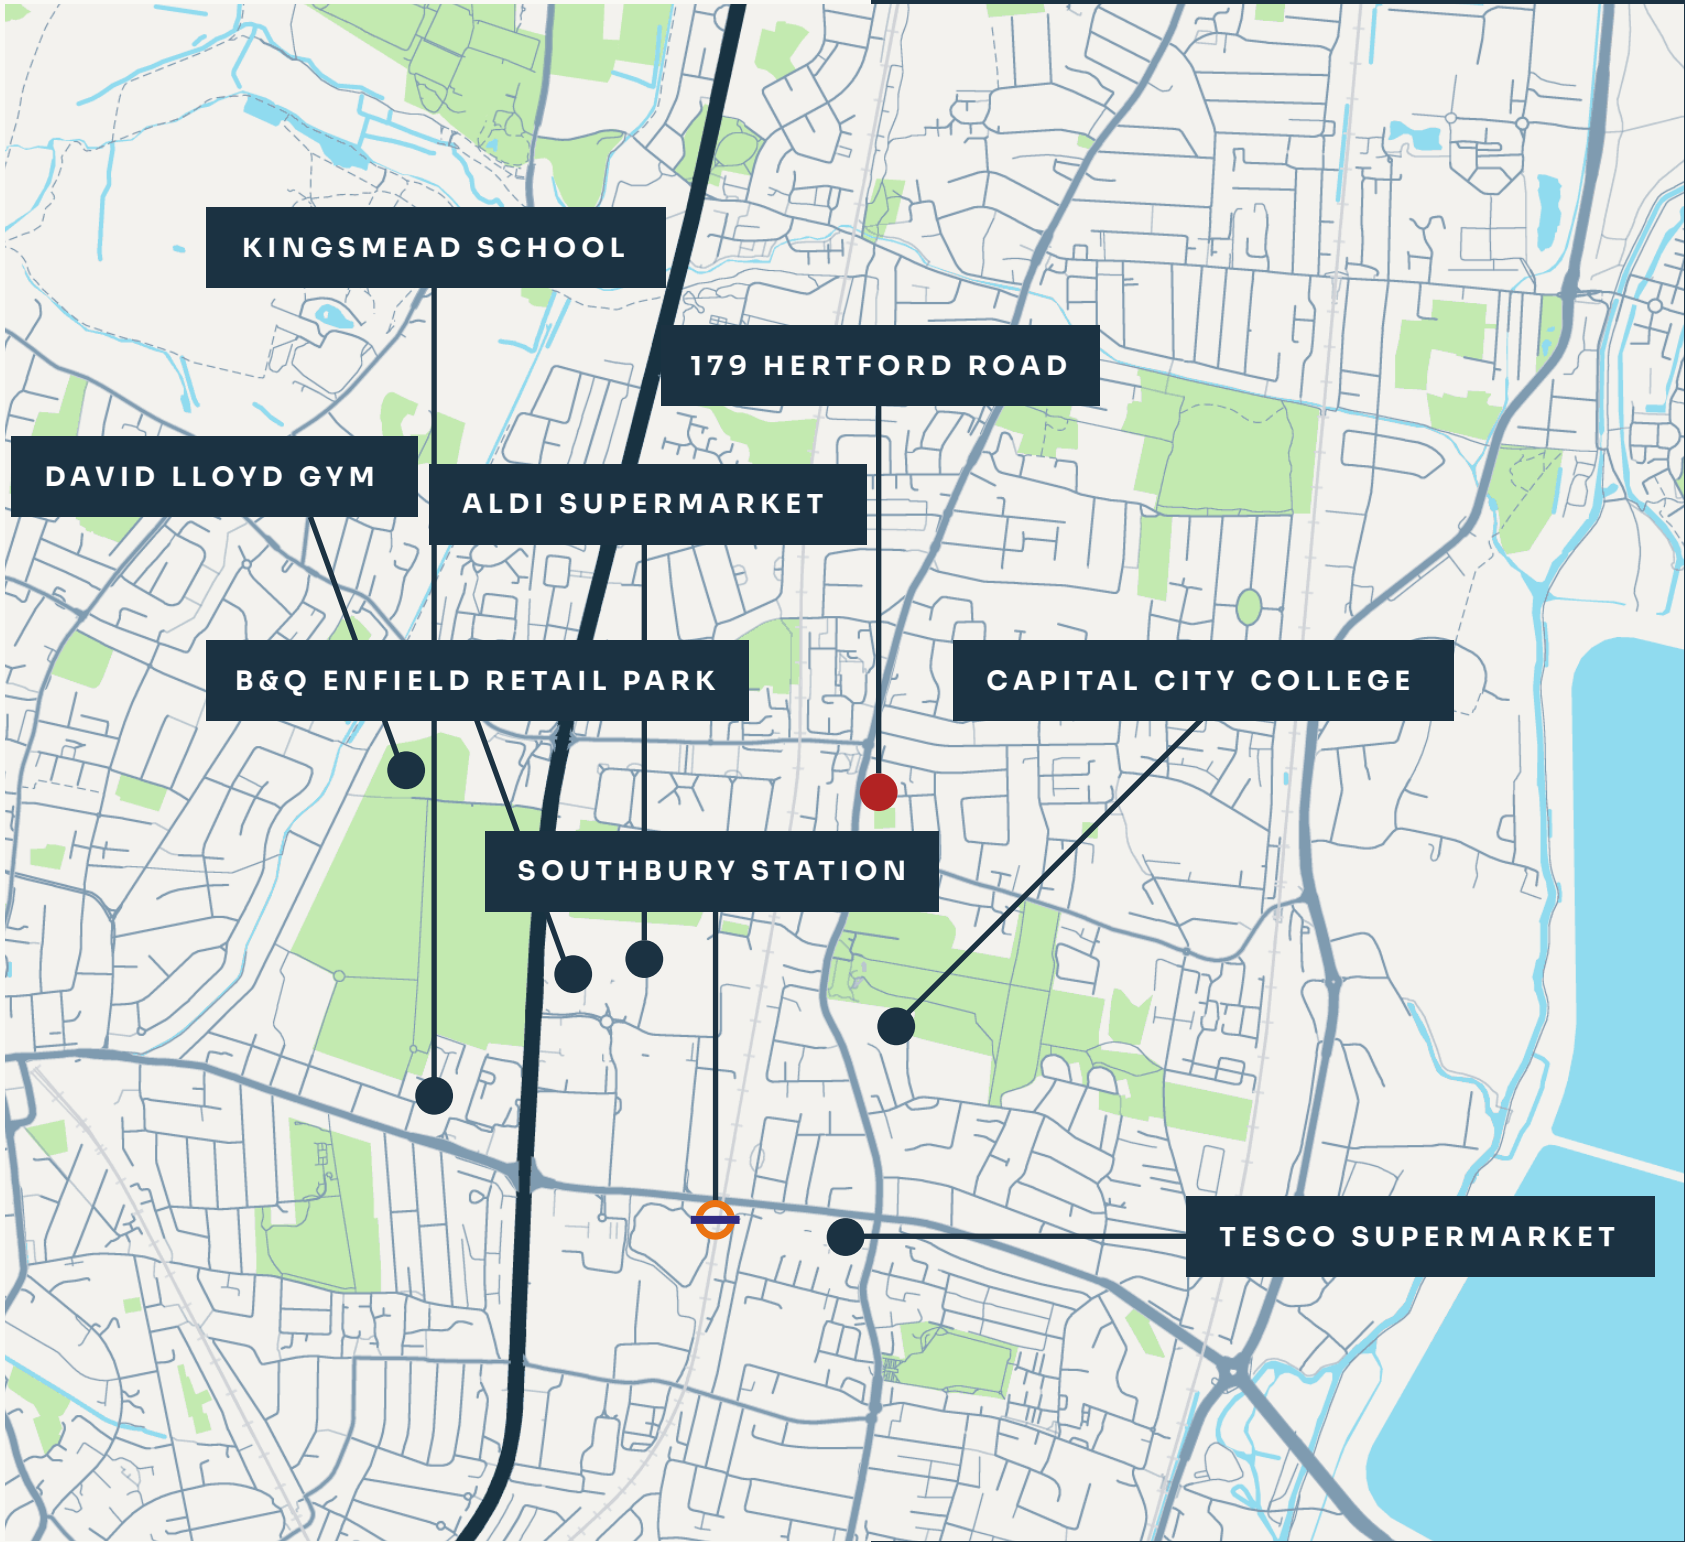 KINGSMEAD SCHOOL
179 HERTFORD ROAD
DAVID LLOYD GYM
ALDI SUPERMARKET
B&Q ENFIELD RETAIL PARK
CAPITAL CITY COLLEGE
SOUTHBURY STATION
TESCO SUPERMARKET